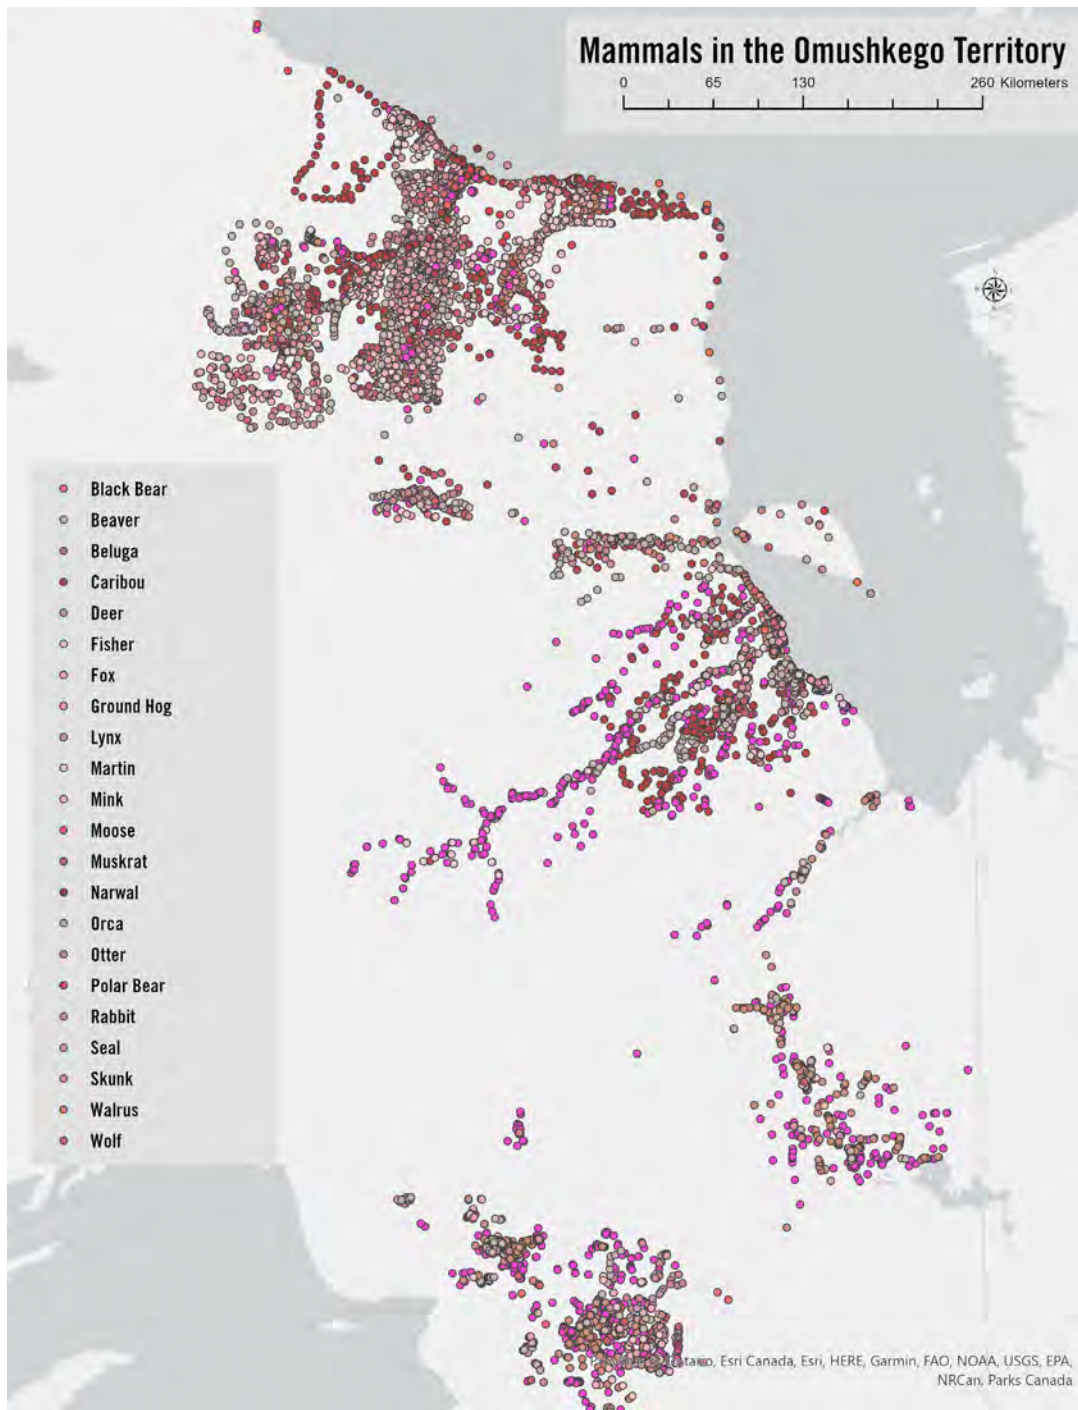 Mammals in the Omushkego Territory
0 65 130 260 Kilometers
Black Bear
Beaver
Beluga
Caribou
Deer
Fisher
Fox
Ground Hog
Lynx
Martin
Mink
Moose
Muskrat
Narwal
Orca
Otter
Polar Bear
Rabbit
Seal
Skunk
Walrus
Wolf
Esri Canada, Esri, HERE, Garmin, FAO, NOAA, USGS, EPA,
NRCan, Parks Canada